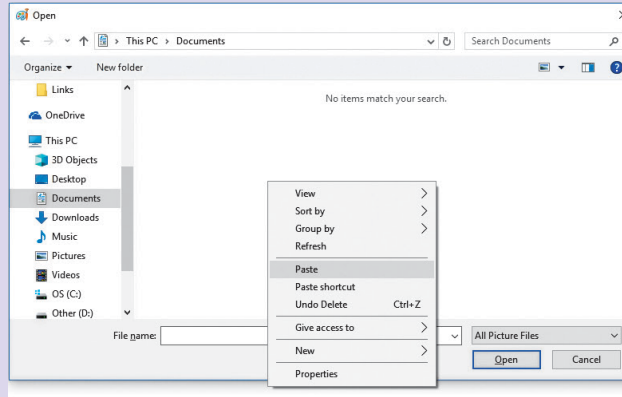 Open
This PC > Documents
Search Documents
Organize
New folder
Links
OneDrive
This PC
3D Objects
Desktop
Documents
Downloads
Music
Pictures
Videos
OS (C:)
Other (D:)
No items match your search.
View
Sort by
Group by
Refresh
Paste
Paste shortcut
Undo Delete Ctrl+Z
Give access to
New
Properties
File name:
All Picture Files
Open
Cancel